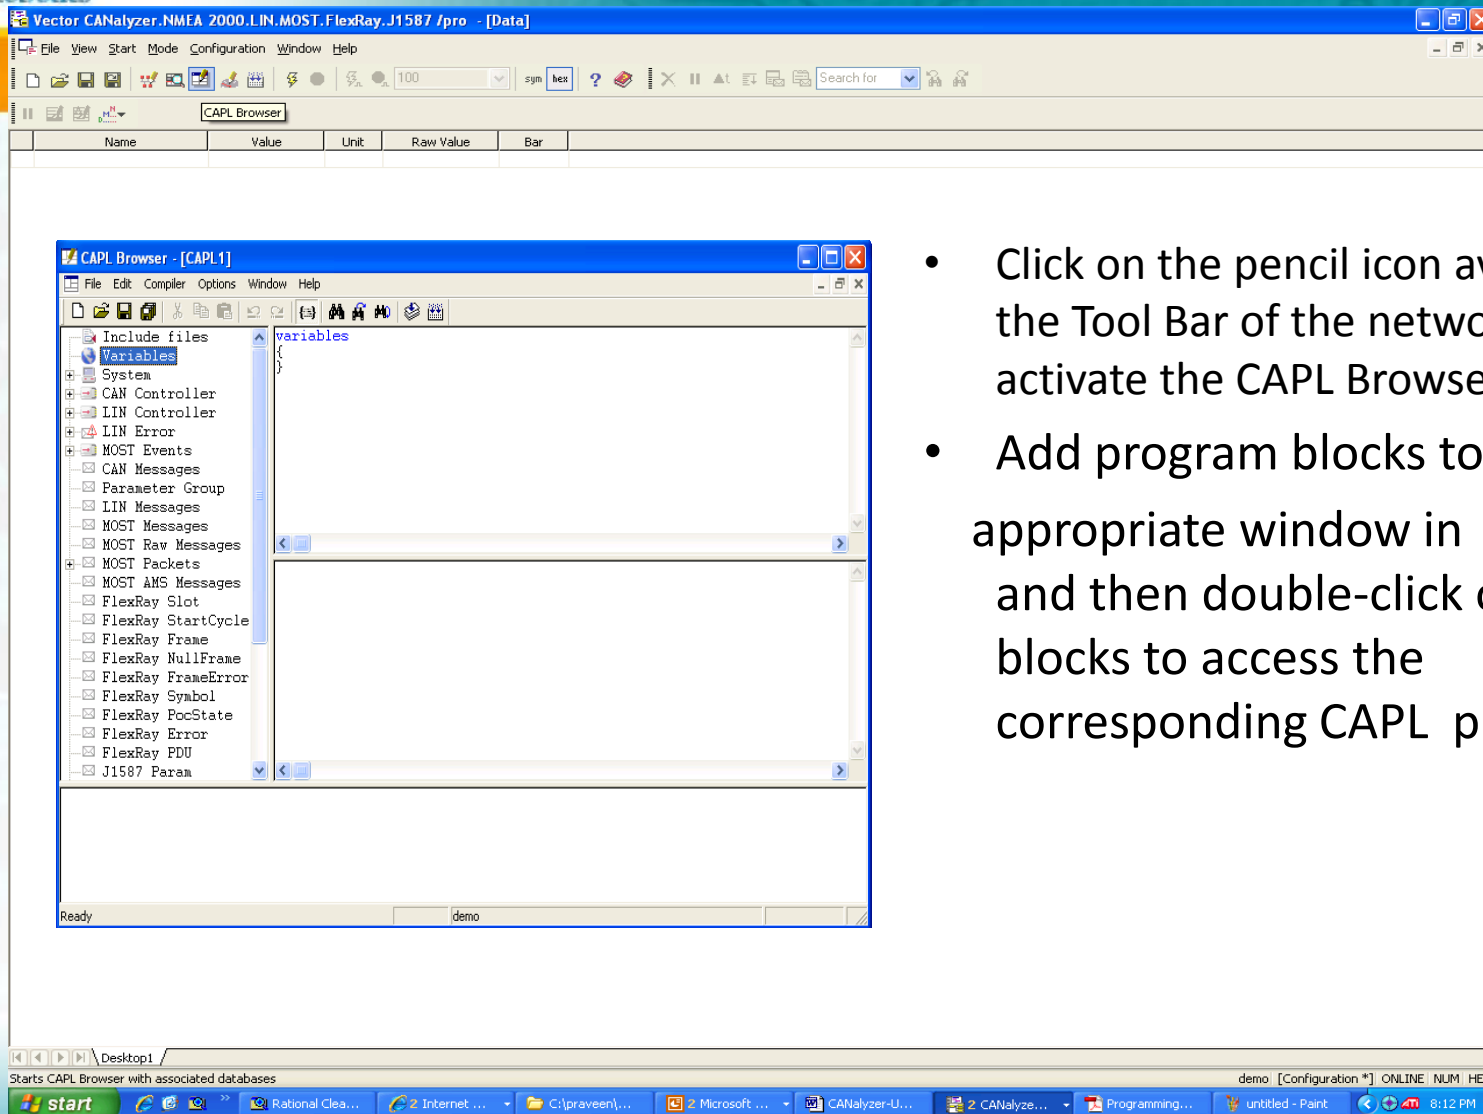 Vector CANalyzer.NMEA 2000.LIN.MOST.FlexRay.J1587 /pro - [Data]
File View Start Mode Configuration Window Help
100 sym hex ? Search for
CAPL Browser
Name Value Unit Raw Value Bar
CAPL Browser - [CAPL1]
File Edit Compiler Options Window Help
Include files
Variables
System
CAN Controller
LIN Controller
LIN Error
MOST Events
CAN Messages
Parameter Group
LIN Messages
MOST Messages
MOST Raw Messages
MOST Packets
MOST AMS Messages
FlexRay Slot
FlexRay StartCycle
FlexRay Frame
FlexRay NullFrame
FlexRay FrameError
FlexRay Symbol
FlexRay PocState
FlexRay Error
FlexRay PDU
J1587 Param
variables
{
}
Ready demo
• Click on the pencil icon
the Tool Bar of the
activate the CAPL
• Add program blocks to
appropriate window in
and then double-click
blocks to access the
corresponding CAPL
Desktop1
Starts CAPL Browser with associated databases
demo [Configuration *] ONLINE NUM
start Rational Clea... 2 Internet ... C:\praveen\... 2 Microsoft ... CANalyzer-U... 2 CANalyze... Programming... untitled - Paint 8:12 PM